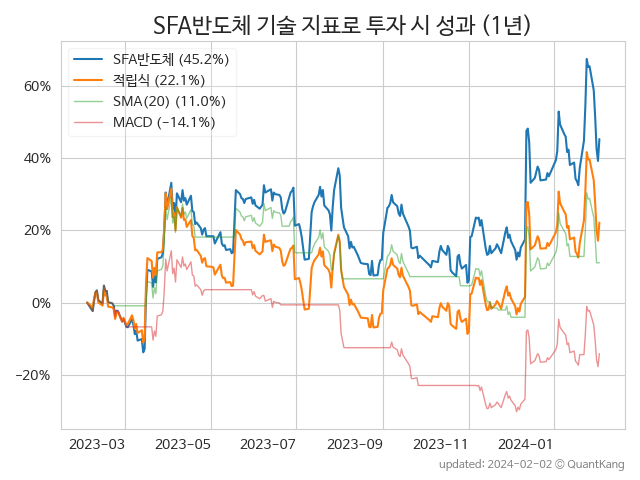 SFA반도체 기술 지표로 투자 시 성과 (1년)
SFA반도체 (45.2%)
적립식 (22.1%)
SMA(20) (11.0%)
MACD (−14.1%)
60%
40%
20%
0%
−20%
2023-03 2023-05 2023-07 2023-09 2023-11 2024-01
updated: 2024-02-02 © QuantKang